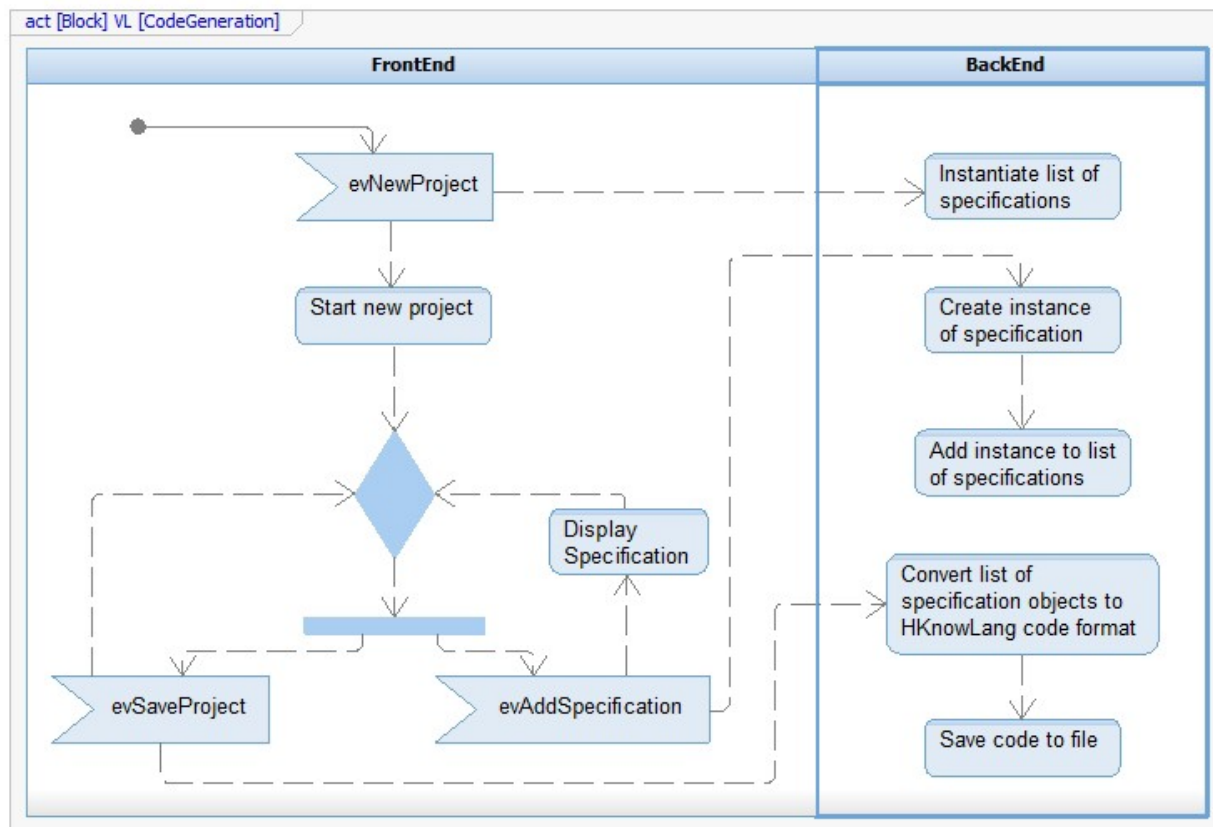 act [Block] VL [CodeGeneration]
FrontEnd
BackEnd
evNewProject
Instantiate list of
specifications
Start new project
Create instance
of specification
Add instance to list
of specifications
Display
Specification
Convert list of
specification objects to
HKnowLang code format
evSaveProject
evAddSpecification
Save code to file